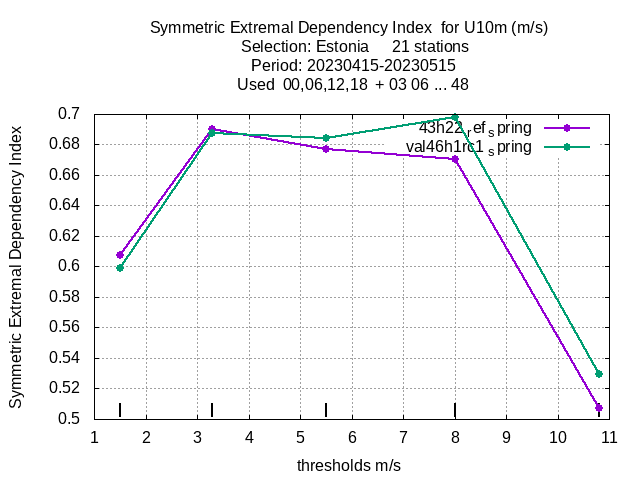 Symmetric Extremal Dependency Index for U10m (m/s)
Selection: Estonia 21 stations
Period: 20230415-20230515
Used 00,06,12,18 + 03 06 ... 48
0.7
0.68
0.66
0.64
0.62
0.6
0.58
0.56
0.54
0.52
0.5
Symmetric Extremal Dependency Index
43h22_ref_spring
val46h1rc1_spring
1 2 3 4 5 6 7 8 9 10 11
thresholds m/s